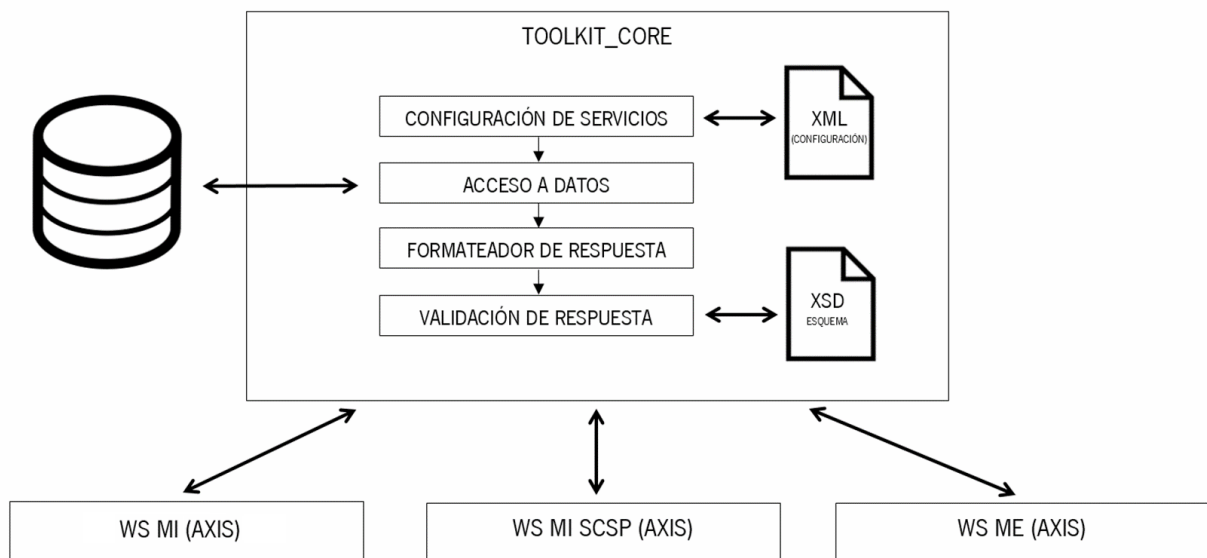 TOOLKIT_CORE
CONFIGURACIÓN DE SERVICIOS
XML
(CONFIGURACIÓN)
ACCESO A DATOS
FORMATEADOR DE RESPUESTA
VALIDACIÓN DE RESPUESTA
XSD
ESQUEMA
WS MI (AXIS)
WS MI SCSP (AXIS)
WS ME (AXIS)